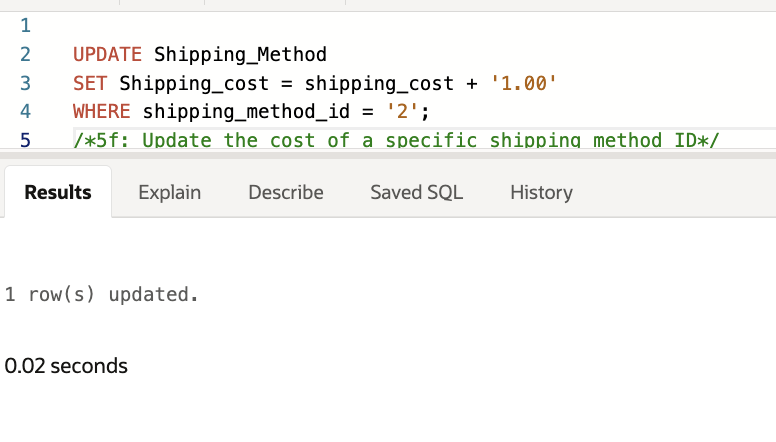 1
2 UPDATE Shipping_Method
3 SET Shipping_cost = shipping_cost + '1.00'
4 WHERE shipping_method_id = '2';
5 /*5f: Update the cost of a specific shipping method ID*/
Results Explain Describe Saved SQL History
1 row(s) updated.
0.02 seconds